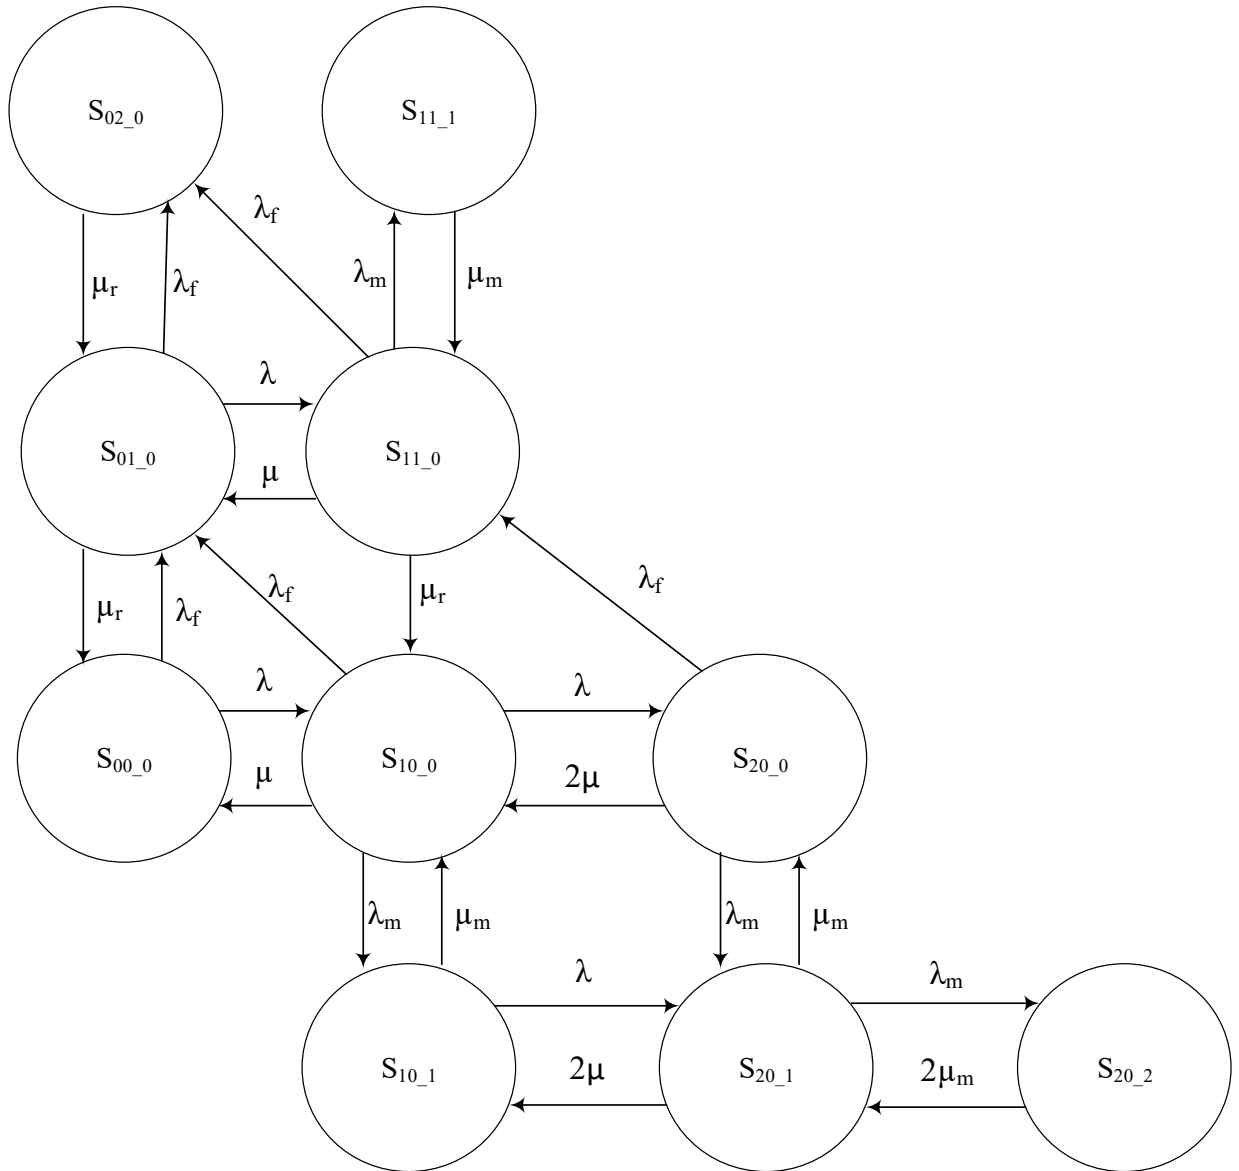 S02_0
S11_1
λf
μr
λf
λm
μm
λ
S01_0
S11_0
μ
λf
λf
μr
λf
μr
λ
λ
S00_0
S10_0
S20_0
μ
2μ
λm
μm
λm
μm
λ
λm
S10_1
2μ
S20_1
2μm
S20_2